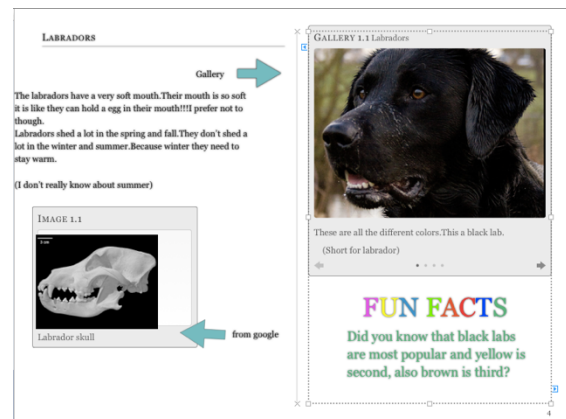 LABRADORS
Gallery
The labradors have a very soft mouth.Their mouth is so soft
it is like they can hold a egg in their mouth!!!I prefer not to
though.
Labradors shed a lot in the spring and fall.They don't shed a
lot in the winter and summer.Because winter they need to
stay warm.
(I don't really know about summer)
IMAGE 1.1
Labrador skull
from google
GALLERY 1.1 Labradors
These are all the different colors.This a black lab.
(Short for labrador)
FUN FACTS
Did you know that black labs
are most popular and yellow is
second, also brown is third?
4